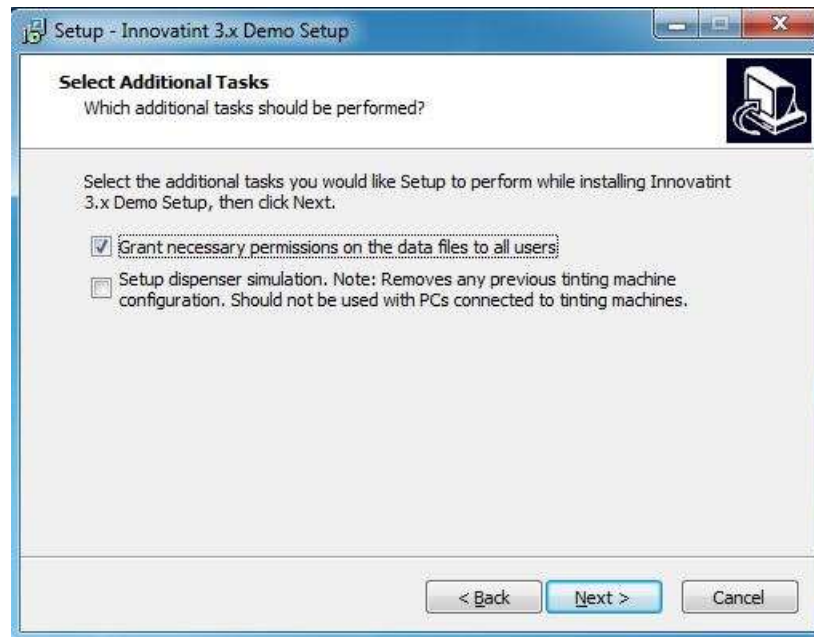 Setup - Innovatint 3.x Demo Setup
Select Additional Tasks
Which additional tasks should be performed?
Select the additional tasks you would like Setup to perform while installing Innovatint
3.x Demo Setup, then click Next.
Grant necessary permissions on the data files to all users
Setup dispenser simulation. Note: Removes any previous tinting machine
configuration. Should not be used with PCs connected to tinting machines.
< Back
Next >
Cancel